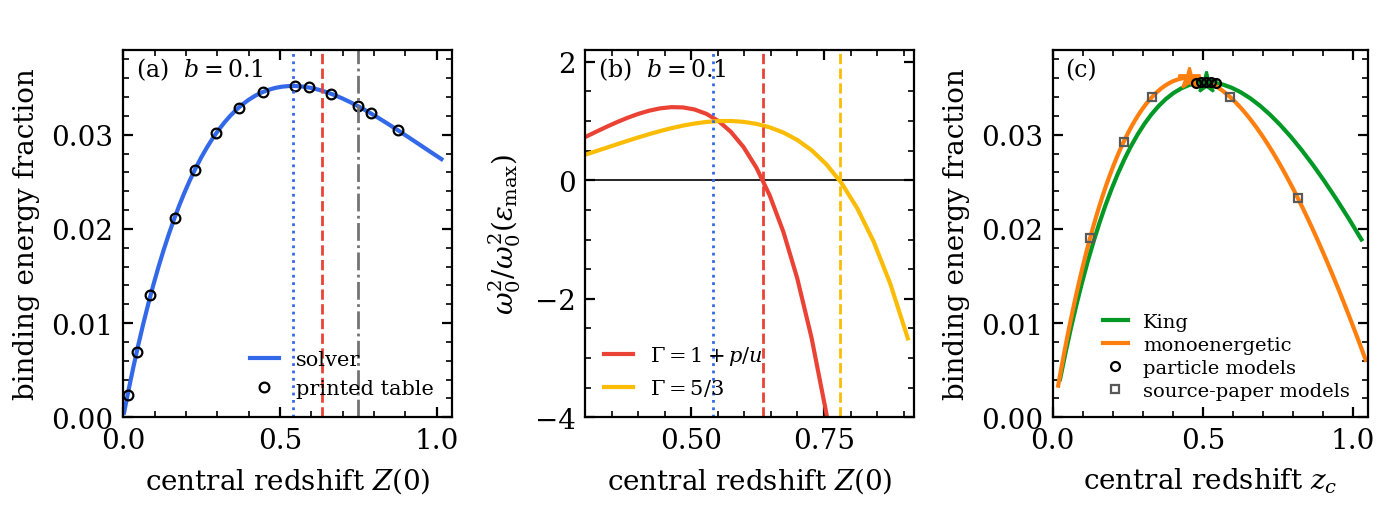 (a) b = 0.1
binding energy fraction
0.03
0.02
0.01
0.00
solver
printed table
0.0
0.5
1.0
central redshift Z(0)
(b) b = 0.1
ω₀²/ω₀²(ε_max)
2
0
−2
−4
Γ = 1 + p/u
Γ = 5/3
0.50
0.75
central redshift Z(0)
(c)
binding energy fraction
0.03
0.02
0.01
0.00
King
monoenergetic
particle models
source-paper models
0.0
0.5
1.0
central redshift z_c